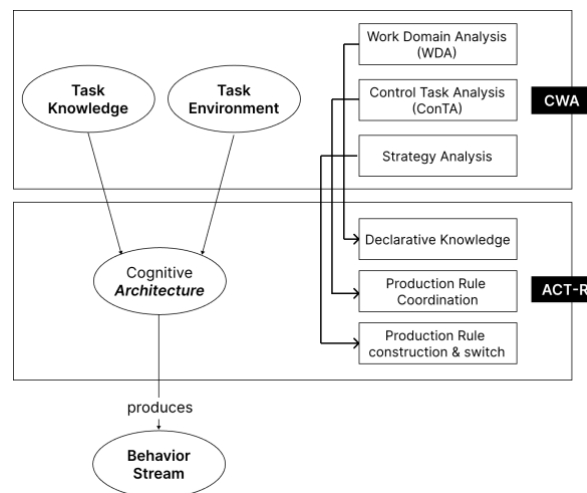 Task
Knowledge
Task
Environment
Work Domain Analysis
(WDA)
Control Task Analysis
(ConTA)
Strategy Analysis
CWA
Cognitive
Architecture
Declarative Knowledge
Production Rule
Coordination
Production Rule
construction & switch
ACT-R
produces
Behavior
Stream